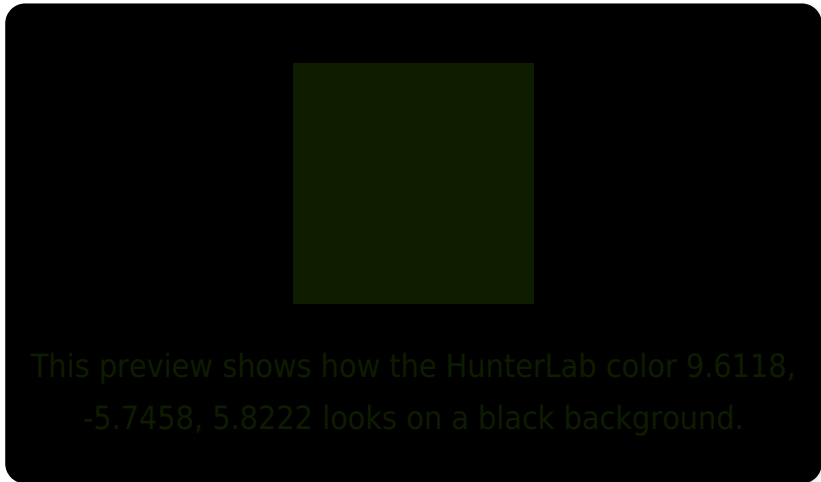 This preview shows how the HunterLab color 9.6118,
-5.7458, 5.8222 looks on a black background.